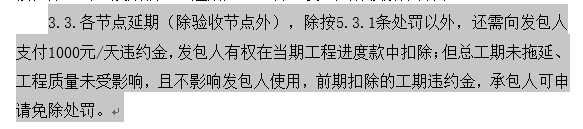 3.3.各节点延期（除验收节点外），除按5.3.1条处罚以外，还需向发包人
支付1000元/天违约金，发包人有权在当期工程进度款中扣除；但总工期未拖延、
工程质量未受影响，且不影响发包人使用，前期扣除的工期违约金，承包人可申
请免除处罚。